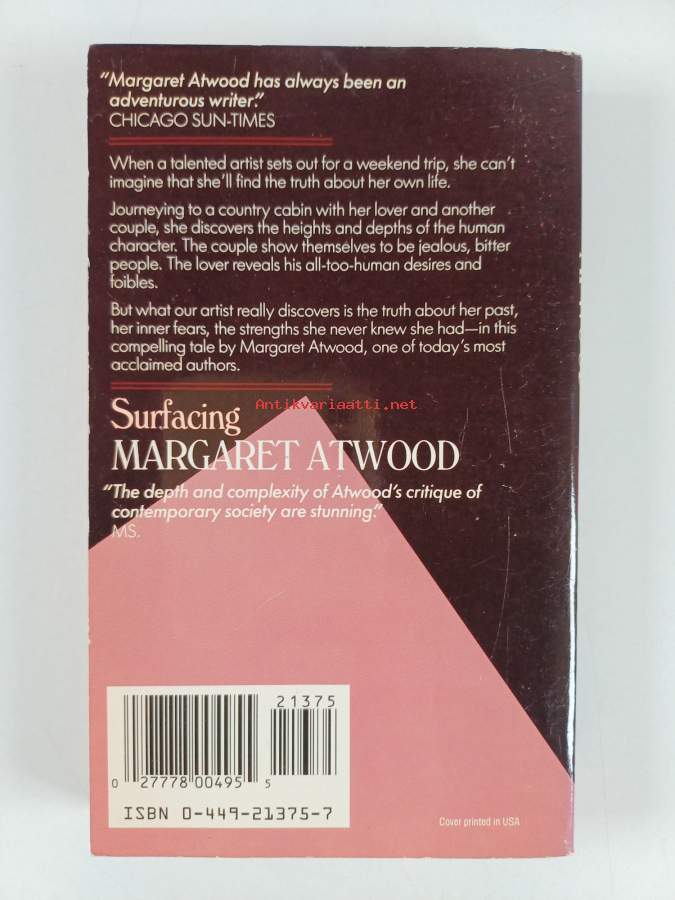 “Margaret Atwood has always been an
adventurous writer.”
CHICAGO SUN-TIMES
When a talented artist sets out for a weekend trip, she can't
imagine that she'll find the truth about her own life.
Journeying to a country cabin with her lover and another
couple, she discovers the heights and depths of the human
character. The couple show themselves to be jealous, bitter
people. The lover reveals his all-too-human desires and
foibles.
But what our artist really discovers is the truth about her past,
her inner fears, the strengths she never knew she had—in this
compelling tale by Margaret Atwood, one of today's most
acclaimed authors.
Antikvariaatti.net
Surfacing
MARGARET ATWOOD
“The depth and complexity of Atwood's critique of
contemporary society are stunning.”
MS.
21375
0 27778 00495 5
ISBN 0-449-21375-7
Cover printed in USA